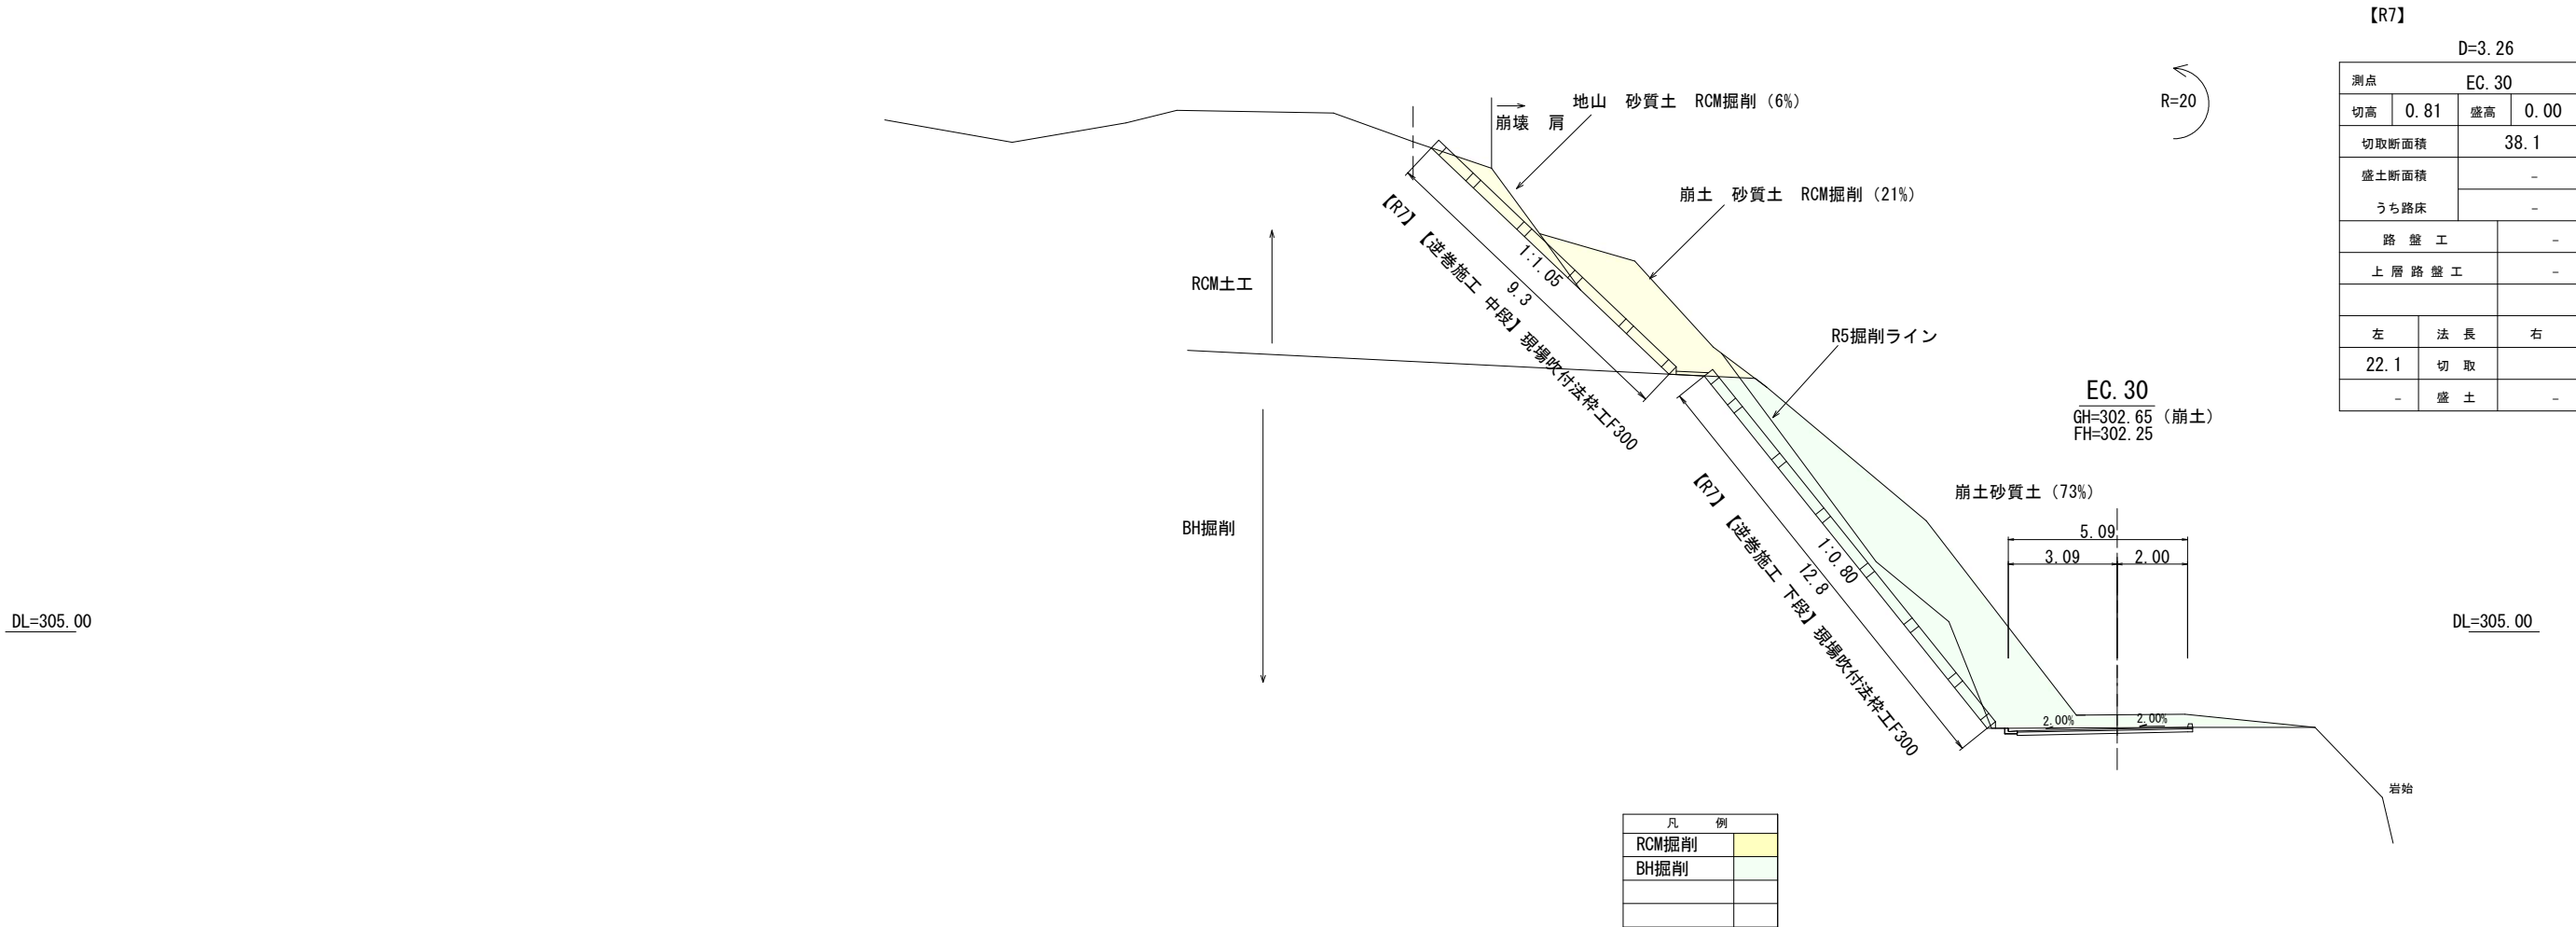 【R7】
D=3.26
測点 EC.30
切高 0.81 盛高 0.00
切取断面積 38.1
盛土断面積 -
うち路床 -
路盤工 -
上層路盤工 -
左 法長 右
22.1 切取
- 盛土 -
R=20
地山 砂質土 RCM掘削(6%)
崩壊 肩
崩土 砂質土 RCM掘削(21%)
1:1.05
9.3
【R7】【逆巻施工 中段】現場吹付法枠工F300
RCM土工
R5掘削ライン
EC.30
GH=302.65(崩土)
FH=302.25
崩土砂質土(73%)
5.09
3.09 2.00
BH掘削
1:0.80
12.8
【R7】【逆巻施工 下段】現場吹付法枠工F300
DL=305.00
DL=305.00
2.00% 2.00%
岩始
凡例
RCM掘削
BH掘削